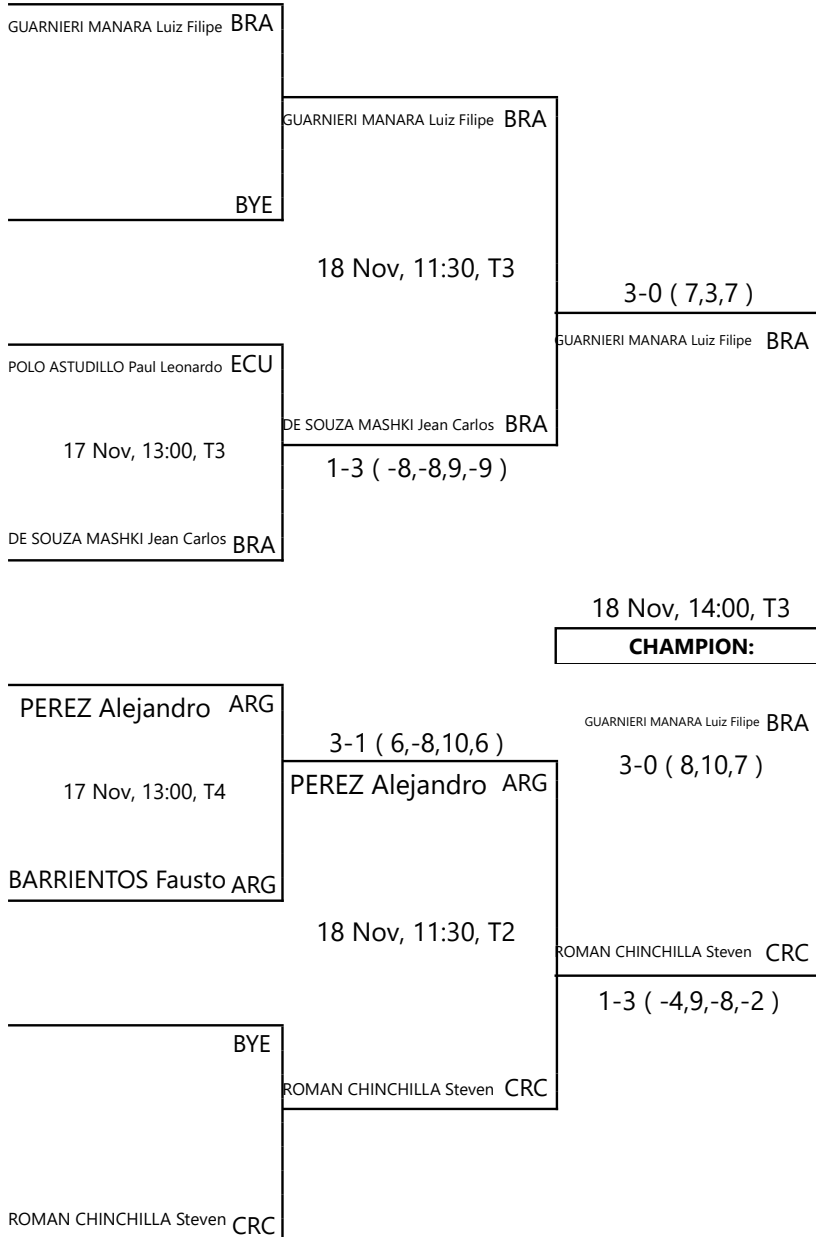 GUARNIERI MANARA Luiz Filipe BRA
GUARNIERI MANARA Luiz Filipe BRA
BYE
18 Nov, 11:30, T3
3-0 ( 7,3,7 )
GUARNIERI MANARA Luiz Filipe BRA
POLO ASTUDILLO Paul Leonardo ECU
DE SOUZA MASHKI Jean Carlos BRA
17 Nov, 13:00, T3
1-3 ( -8,-8,9,-9 )
DE SOUZA MASHKI Jean Carlos BRA
18 Nov, 14:00, T3
CHAMPION:
PEREZ Alejandro ARG
GUARNIERI MANARA Luiz Filipe BRA
3-1 ( 6,-8,10,6 )
3-0 ( 8,10,7 )
17 Nov, 13:00, T4
PEREZ Alejandro ARG
BARRIENTOS Fausto ARG
18 Nov, 11:30, T2
ROMAN CHINCHILLA Steven CRC
1-3 ( -4,9,-8,-2 )
BYE
ROMAN CHINCHILLA Steven CRC
ROMAN CHINCHILLA Steven CRC